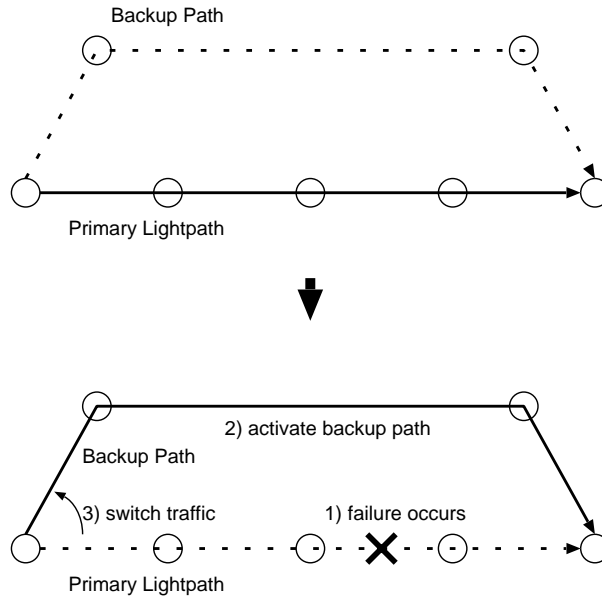 Backup Path
Primary Lightpath
2) activate backup path
Backup Path
3) switch traffic
1) failure occurs
Primary Lightpath